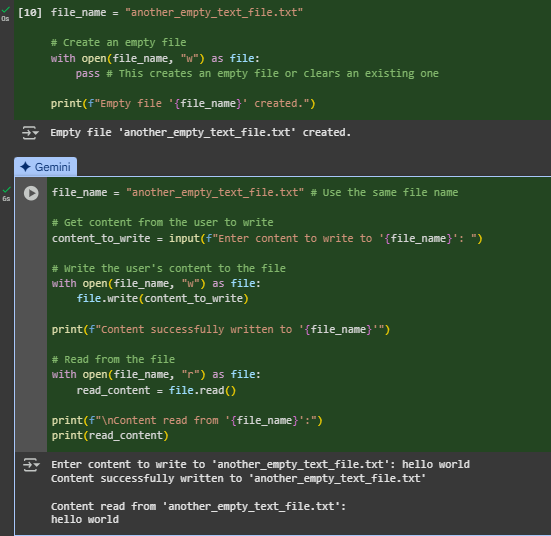 [10] file_name = "another_empty_text_file.txt"
0s
# Create an empty file
with open(file_name, "w") as file:
    pass # This creates an empty file or clears an existing one

print(f"Empty file '{file_name}' created.")

Empty file 'another_empty_text_file.txt' created.

Gemini
file_name = "another_empty_text_file.txt" # Use the same file name
6s
# Get content from the user to write
content_to_write = input(f"Enter content to write to '{file_name}': ")

# Write the user's content to the file
with open(file_name, "w") as file:
    file.write(content_to_write)

print(f"Content successfully written to '{file_name}'")

# Read from the file
with open(file_name, "r") as file:
    read_content = file.read()

print(f"\nContent read from '{file_name}':")
print(read_content)

Enter content to write to 'another_empty_text_file.txt': hello world
Content successfully written to 'another_empty_text_file.txt'

Content read from 'another_empty_text_file.txt':
hello world